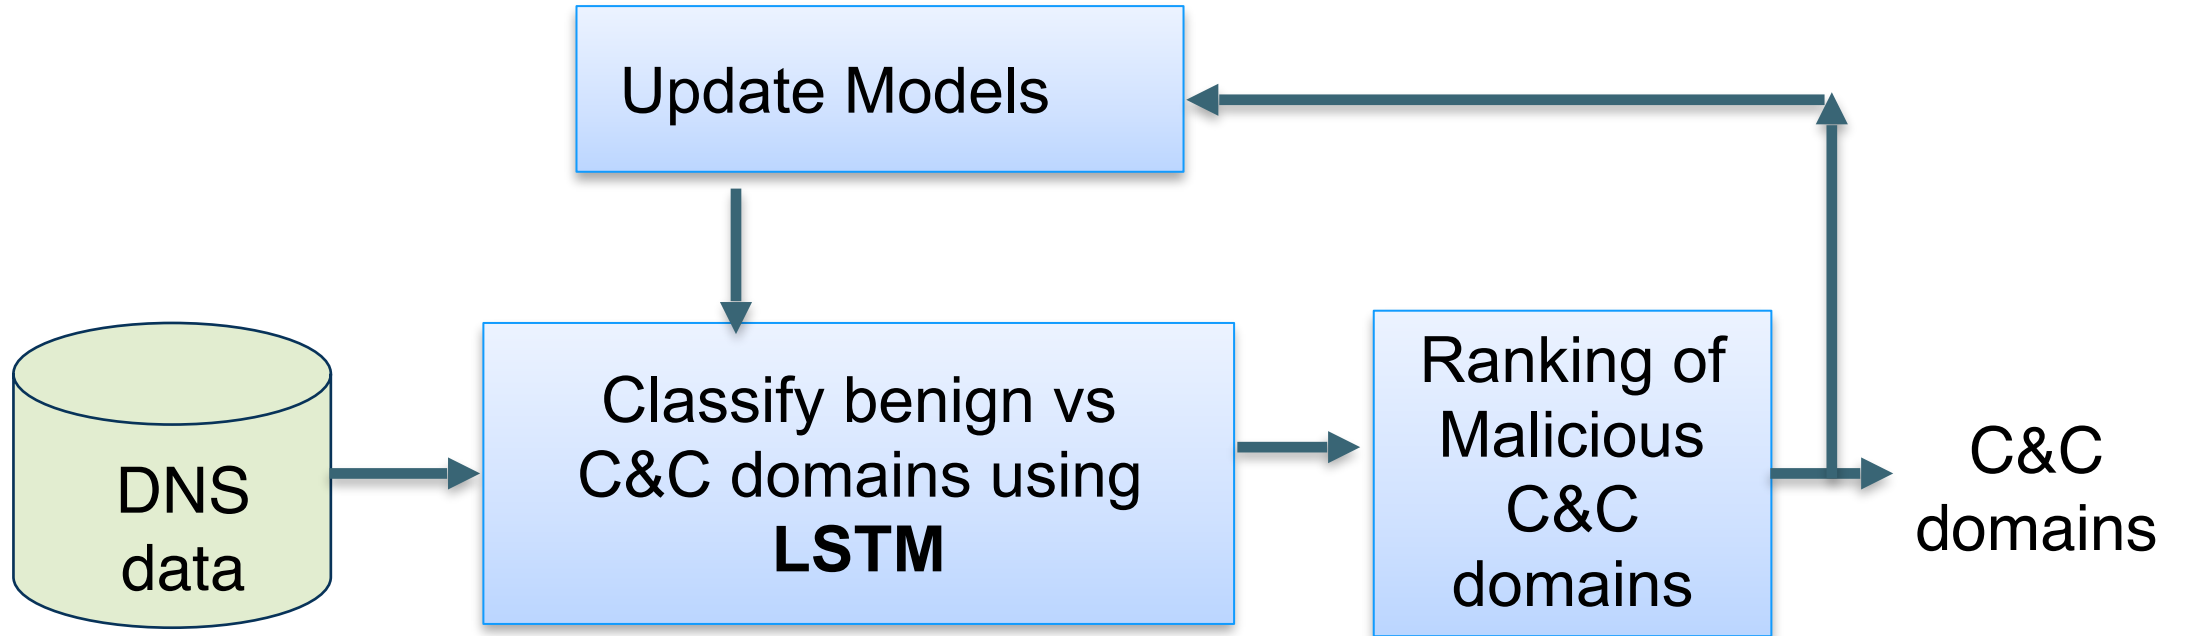 Update Models
DNS
data
Classify benign vs
C&C domains using
LSTM
Ranking of
Malicious
C&C
domains
C&C
domains